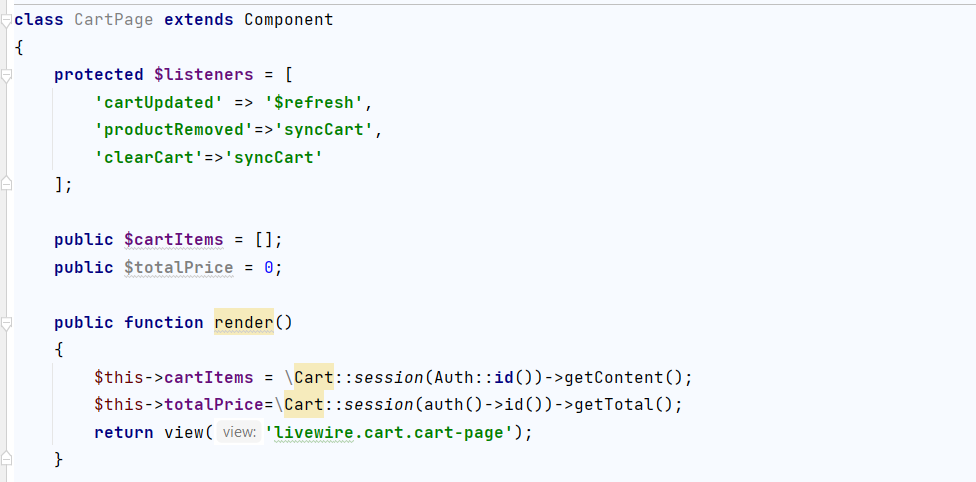 class CartPage extends Component
{
    protected $listeners = [
        'cartUpdated' => '$refresh',
        'productRemoved'=>'syncCart',
        'clearCart'=>'syncCart'
    ];

    public $cartItems = [];
    public $totalPrice = 0;

    public function render()
    {
        $this->cartItems = \Cart::session(Auth::id())->getContent();
        $this->totalPrice=\Cart::session(auth()->id())->getTotal();
        return view( view: 'livewire.cart.cart-page');
    }